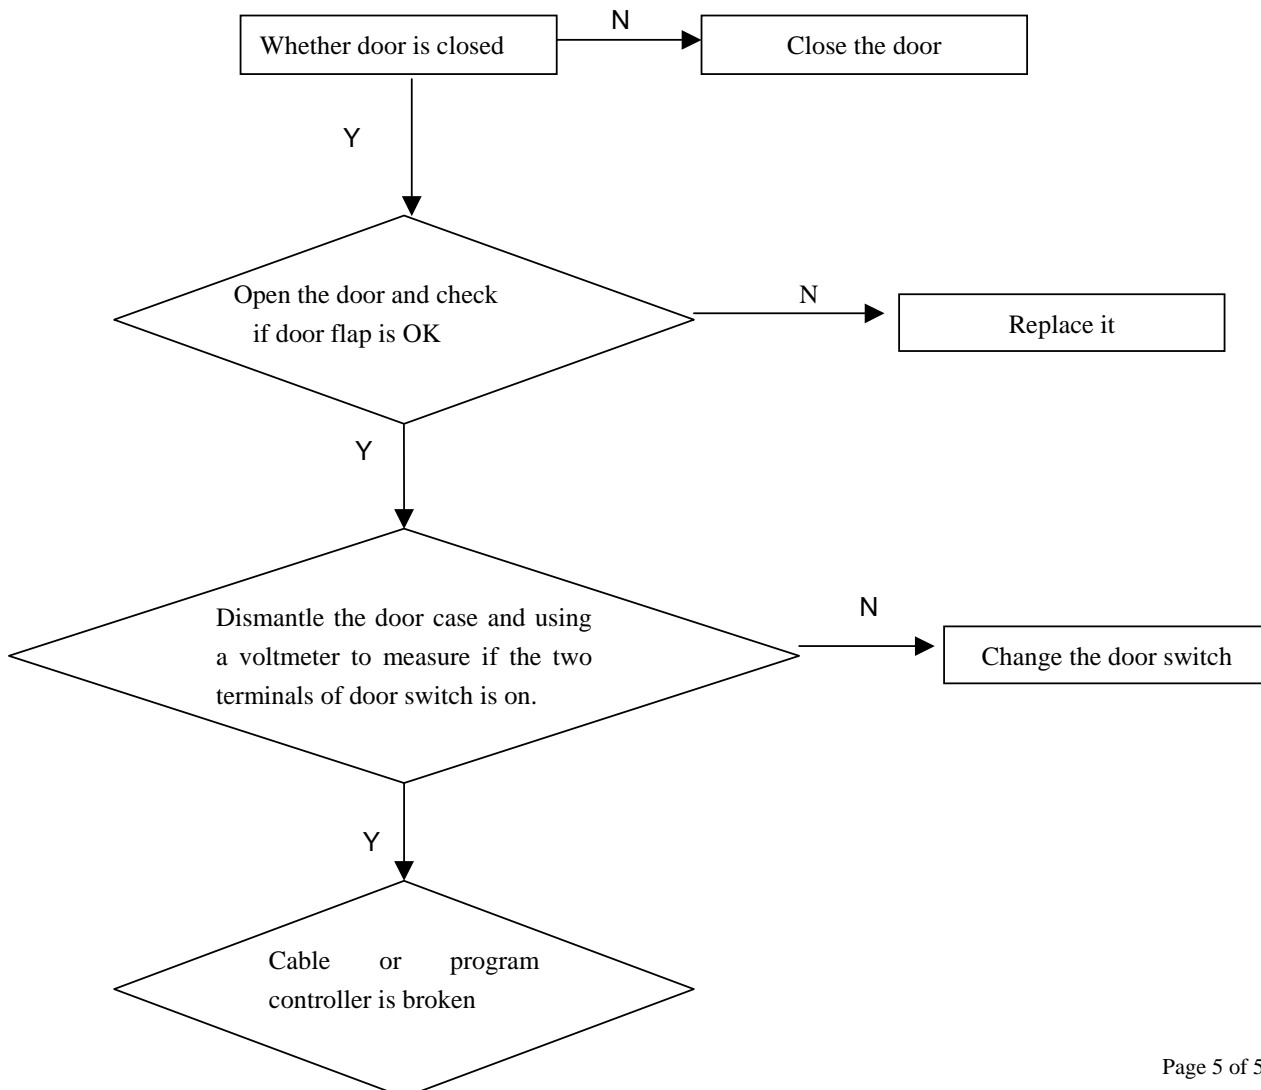 Whether door is closed
N
Close the door
Y
Open the door and check
if door flap is OK
N
Replace it
Y
Dismantle the door case and using
a voltmeter to measure if the two
terminals of door switch is on.
N
Change the door switch
Y
Cable or program
controller is broken
Page 5 of 5